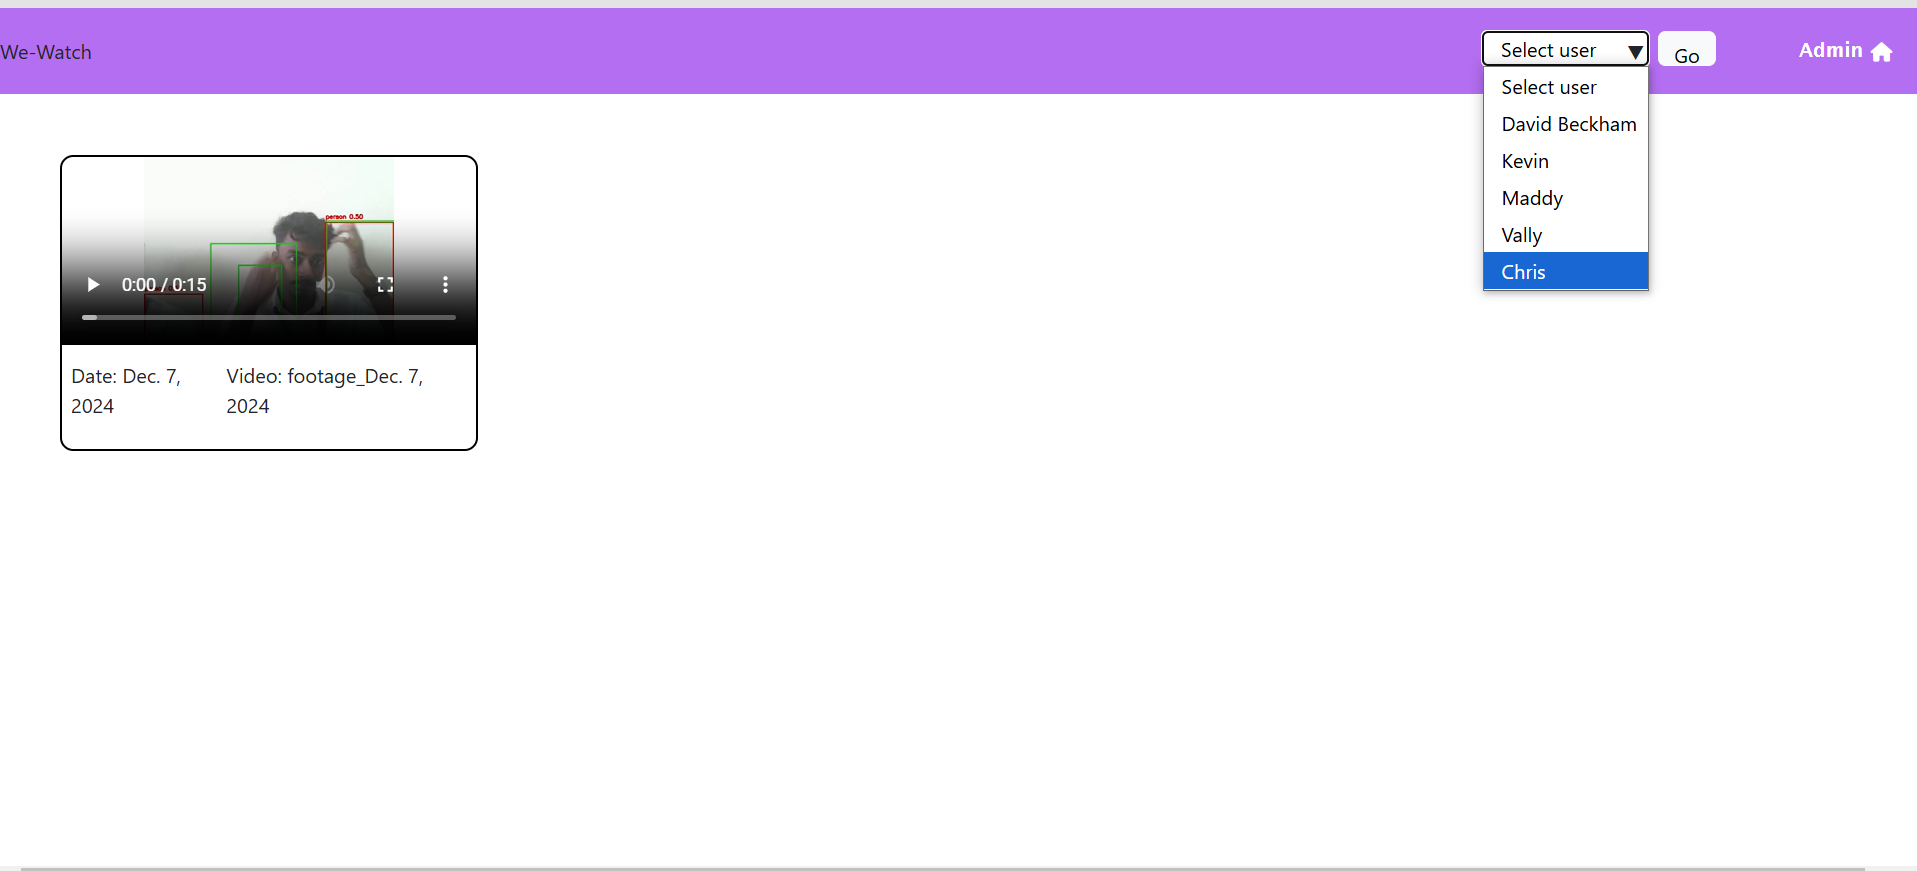 We-Watch
Select user
Go
Admin
Select user
David Beckham
Kevin
Maddy
Vally
Chris
person 0.50
0:00 / 0:15
Date: Dec. 7,
2024
Video: footage_Dec. 7,
2024